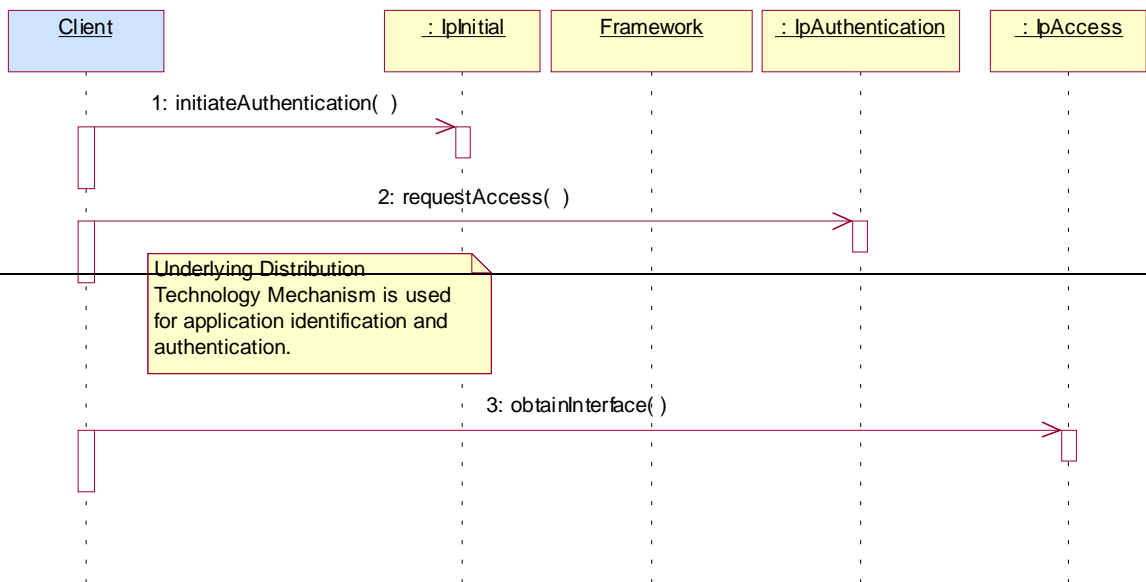 Client
: IpInitial
Framework
: IpAuthentication
: IpAccess
1: initiateAuthentication( )
2: requestAccess( )
Underlying Distribution
Technology Mechanism is used
for application identification and
authentication.
3: obtainInterface( )